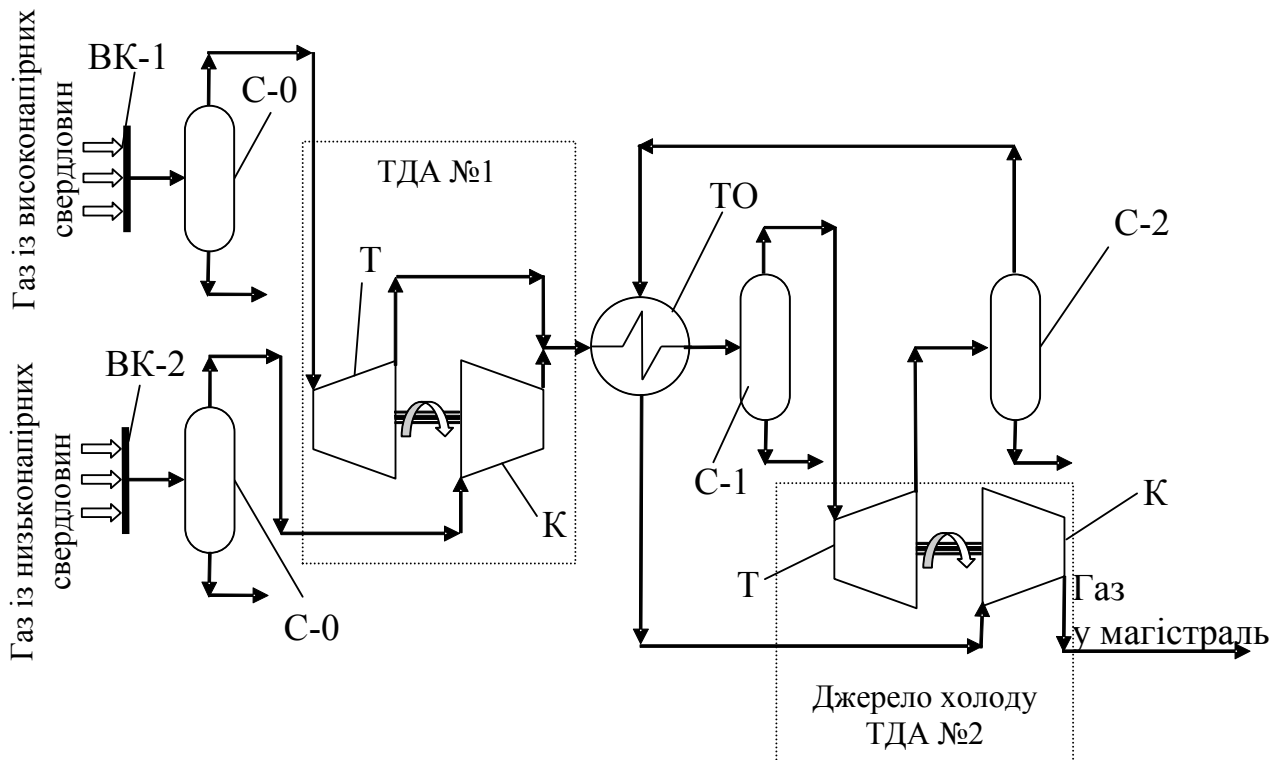 Газ із високонапірних
свердловин
ВК-1
С-0
ТДА №1
Т
К
ТО
С-1
С-2
Газ із низьконапірних
свердловин
ВК-2
С-0
Т
К
Газ
у магістраль
Джерело холоду
ТДА №2